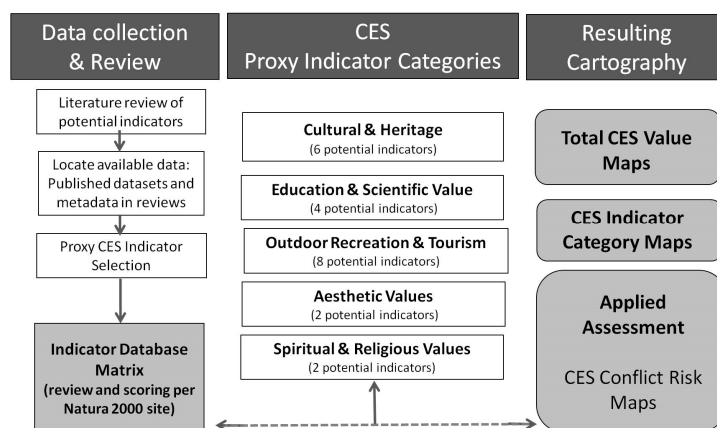 Data collection
& Review
Literature review of
potential indicators
Locate available data:
Published datasets and
metadata in reviews
Proxy CES Indicator
Selection
Indicator Database
Matrix
(review and scoring per
Natura 2000 site)
CES
Proxy Indicator Categories
Cultural & Heritage
(6 potential indicators)
Education & Scientific Value
(4 potential indicators)
Outdoor Recreation & Tourism
(8 potential indicators)
Aesthetic Values
(2 potential indicators)
Spiritual & Religious Values
(2 potential indicators)
Resulting
Cartography
Total CES Value
Maps
CES Indicator
Category Maps
Applied
Assessment
CES Conflict Risk
Maps